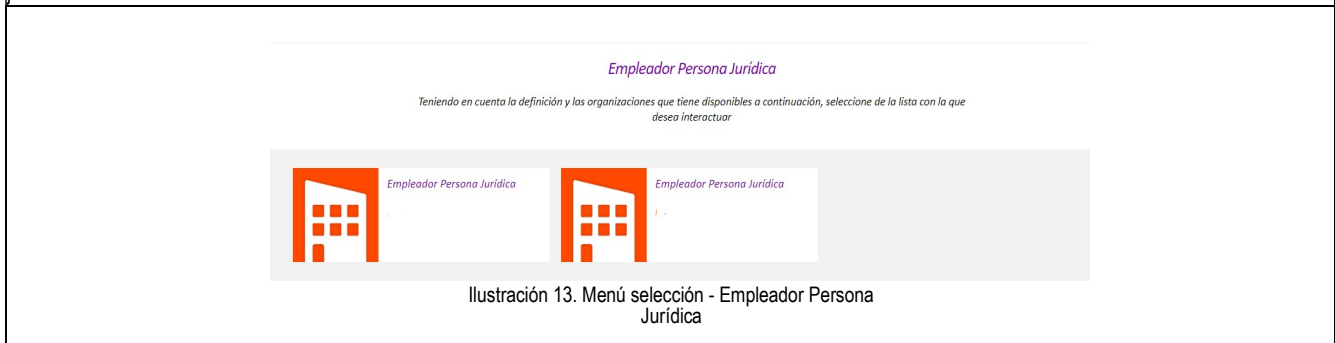 Empleador Persona Jurídica
Teniendo en cuenta la definición y las organizaciones que tiene disponibles a continuación, seleccione de la lista con la que
desea interactuar
Empleador Persona Jurídica
Empleador Persona Jurídica
Ilustración 13. Menú selección - Empleador Persona
Jurídica